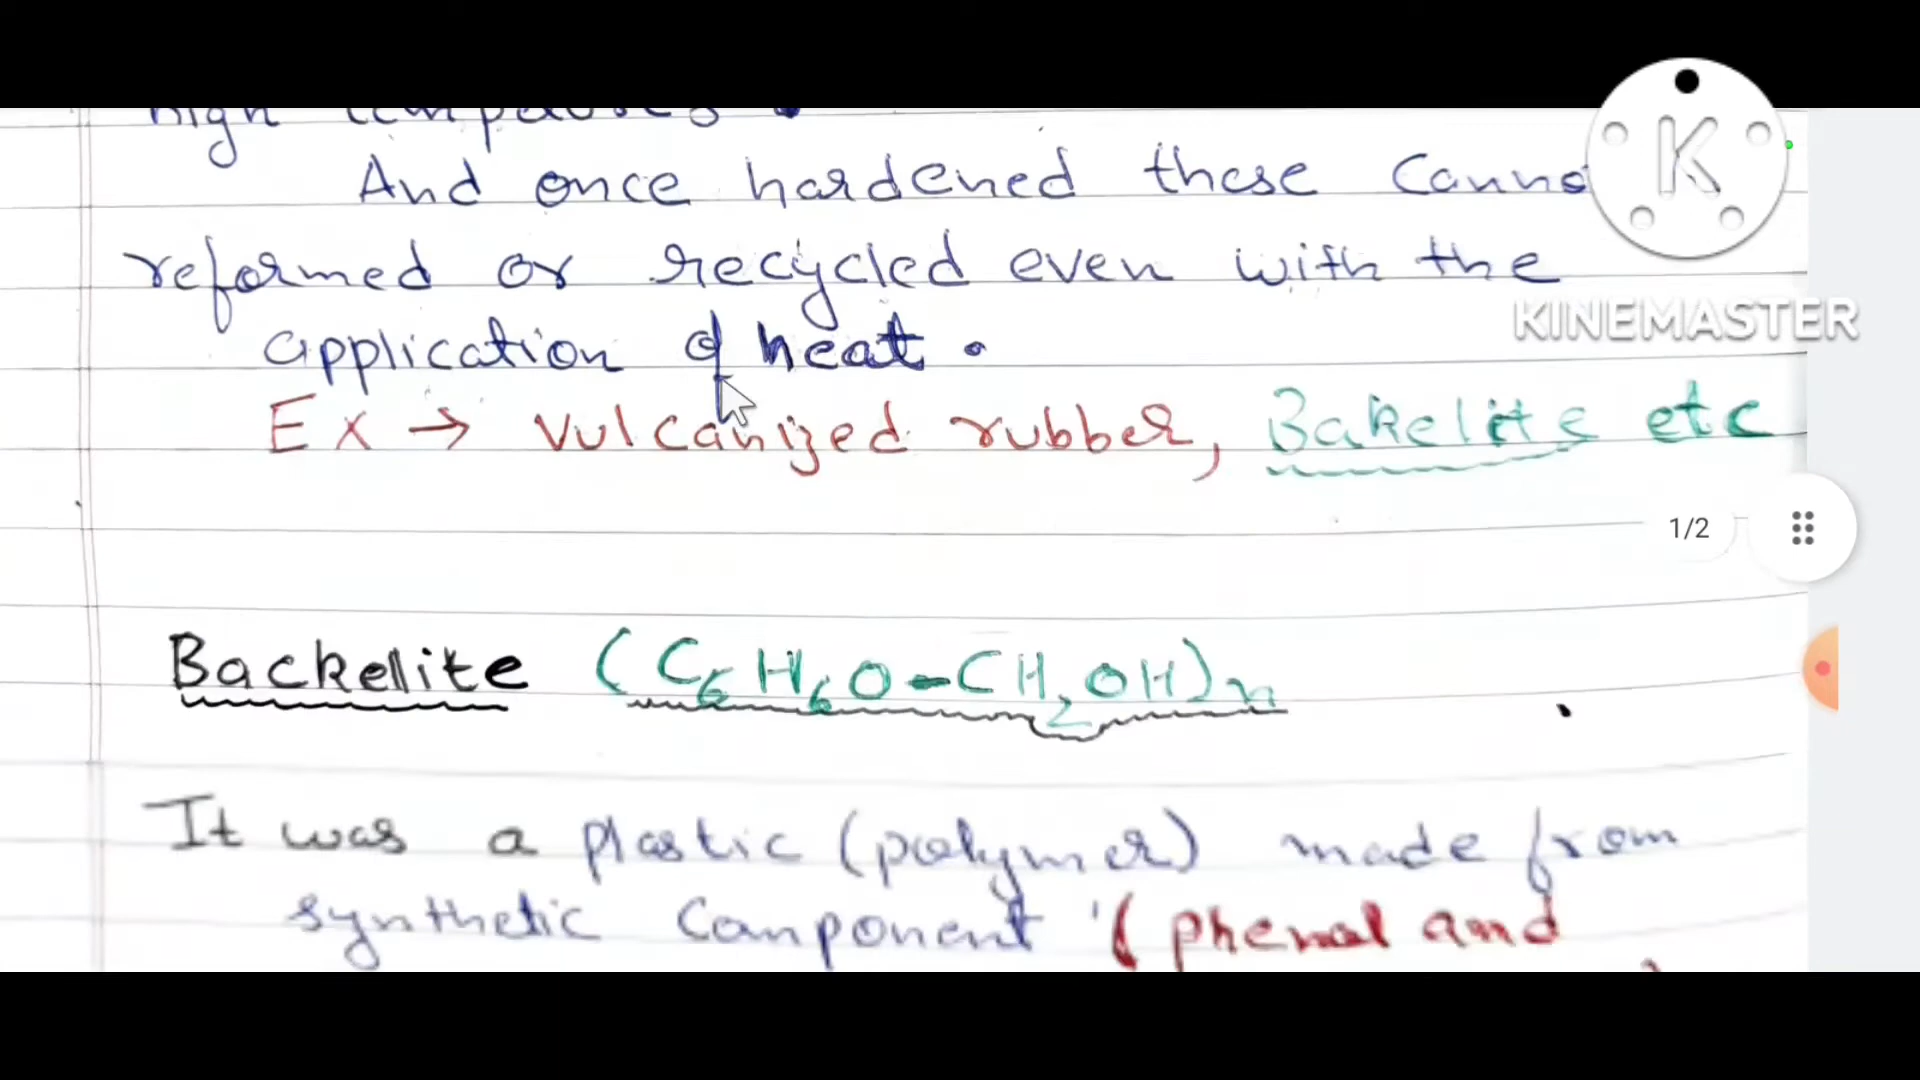 high
And once hardened these canno
reformed or recycled even with the
application of heat.
Ex → vulcanized rubber, Bakelite etc
Backelite (C₆H₆O-CH₂OH)n
It was a plastic (polymer) made from
synthetic component (phenol and
K
KINEMASTER
1/2